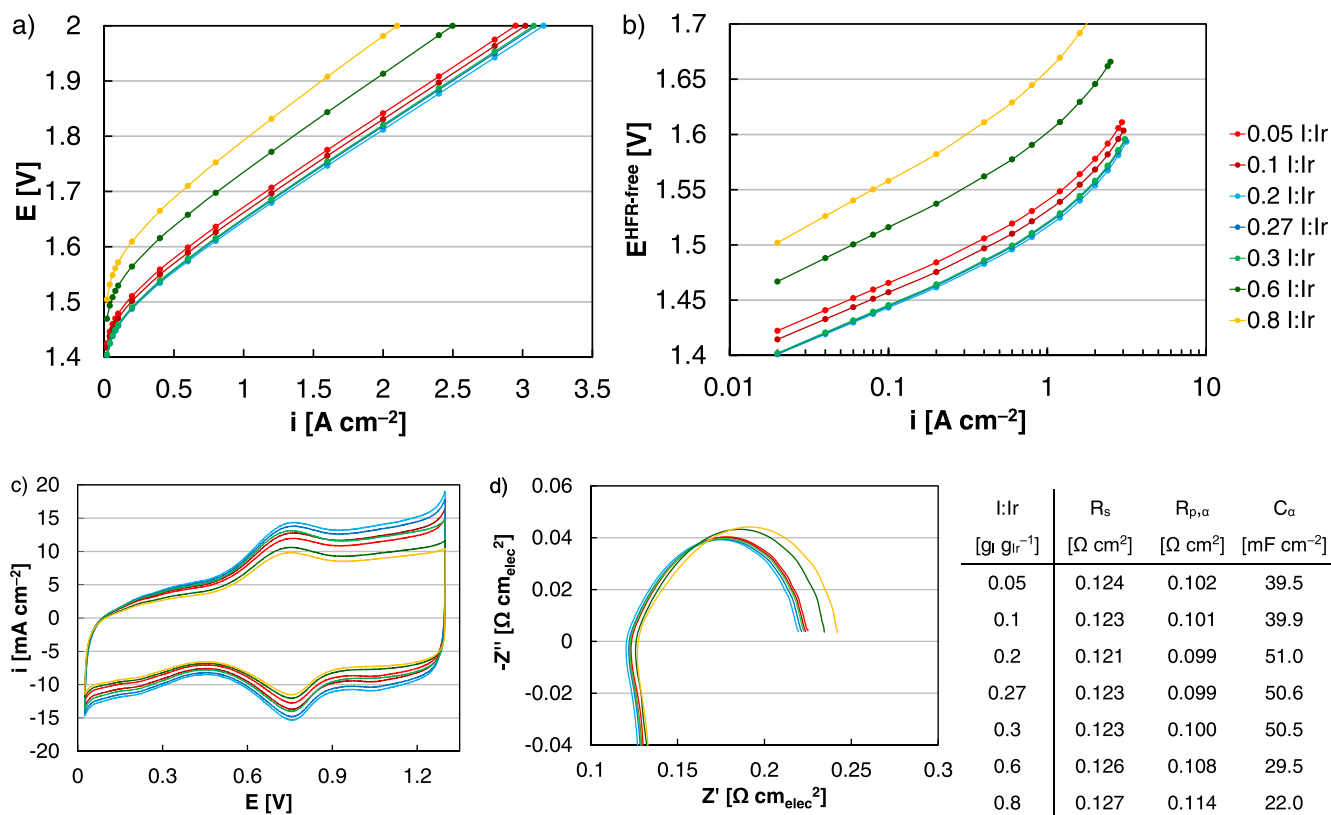 a)
2
1.9
1.8
1.7
1.6
1.5
1.4
E [V]
0 0.5 1 1.5 2 2.5 3 3.5
i [A cm⁻²]
b)
1.7
1.65
1.6
1.55
1.5
1.45
1.4
E^HFR-free [V]
0.01 0.1 1 10
i [A cm⁻²]
0.05 I:Ir
0.1 I:Ir
0.2 I:Ir
0.27 I:Ir
0.3 I:Ir
0.6 I:Ir
0.8 I:Ir
c)
20
15
10
5
0
-5
-10
-15
-20
i [mA cm⁻²]
0 0.3 0.6 0.9 1.2
E [V]
d)
0.06
0.04
0.02
0
-0.02
-0.04
-Z'' [Ω cm_elec²]
0.1 0.15 0.2 0.25 0.3
Z' [Ω cm_elec²]
I:Ir R_s R_p,α C_α
[g_I g_Ir⁻¹] [Ω cm²] [Ω cm²] [mF cm⁻²]
0.05 0.124 0.102 39.5
0.1 0.123 0.101 39.9
0.2 0.121 0.099 51.0
0.27 0.123 0.099 50.6
0.3 0.123 0.100 50.5
0.6 0.126 0.108 29.5
0.8 0.127 0.114 22.0